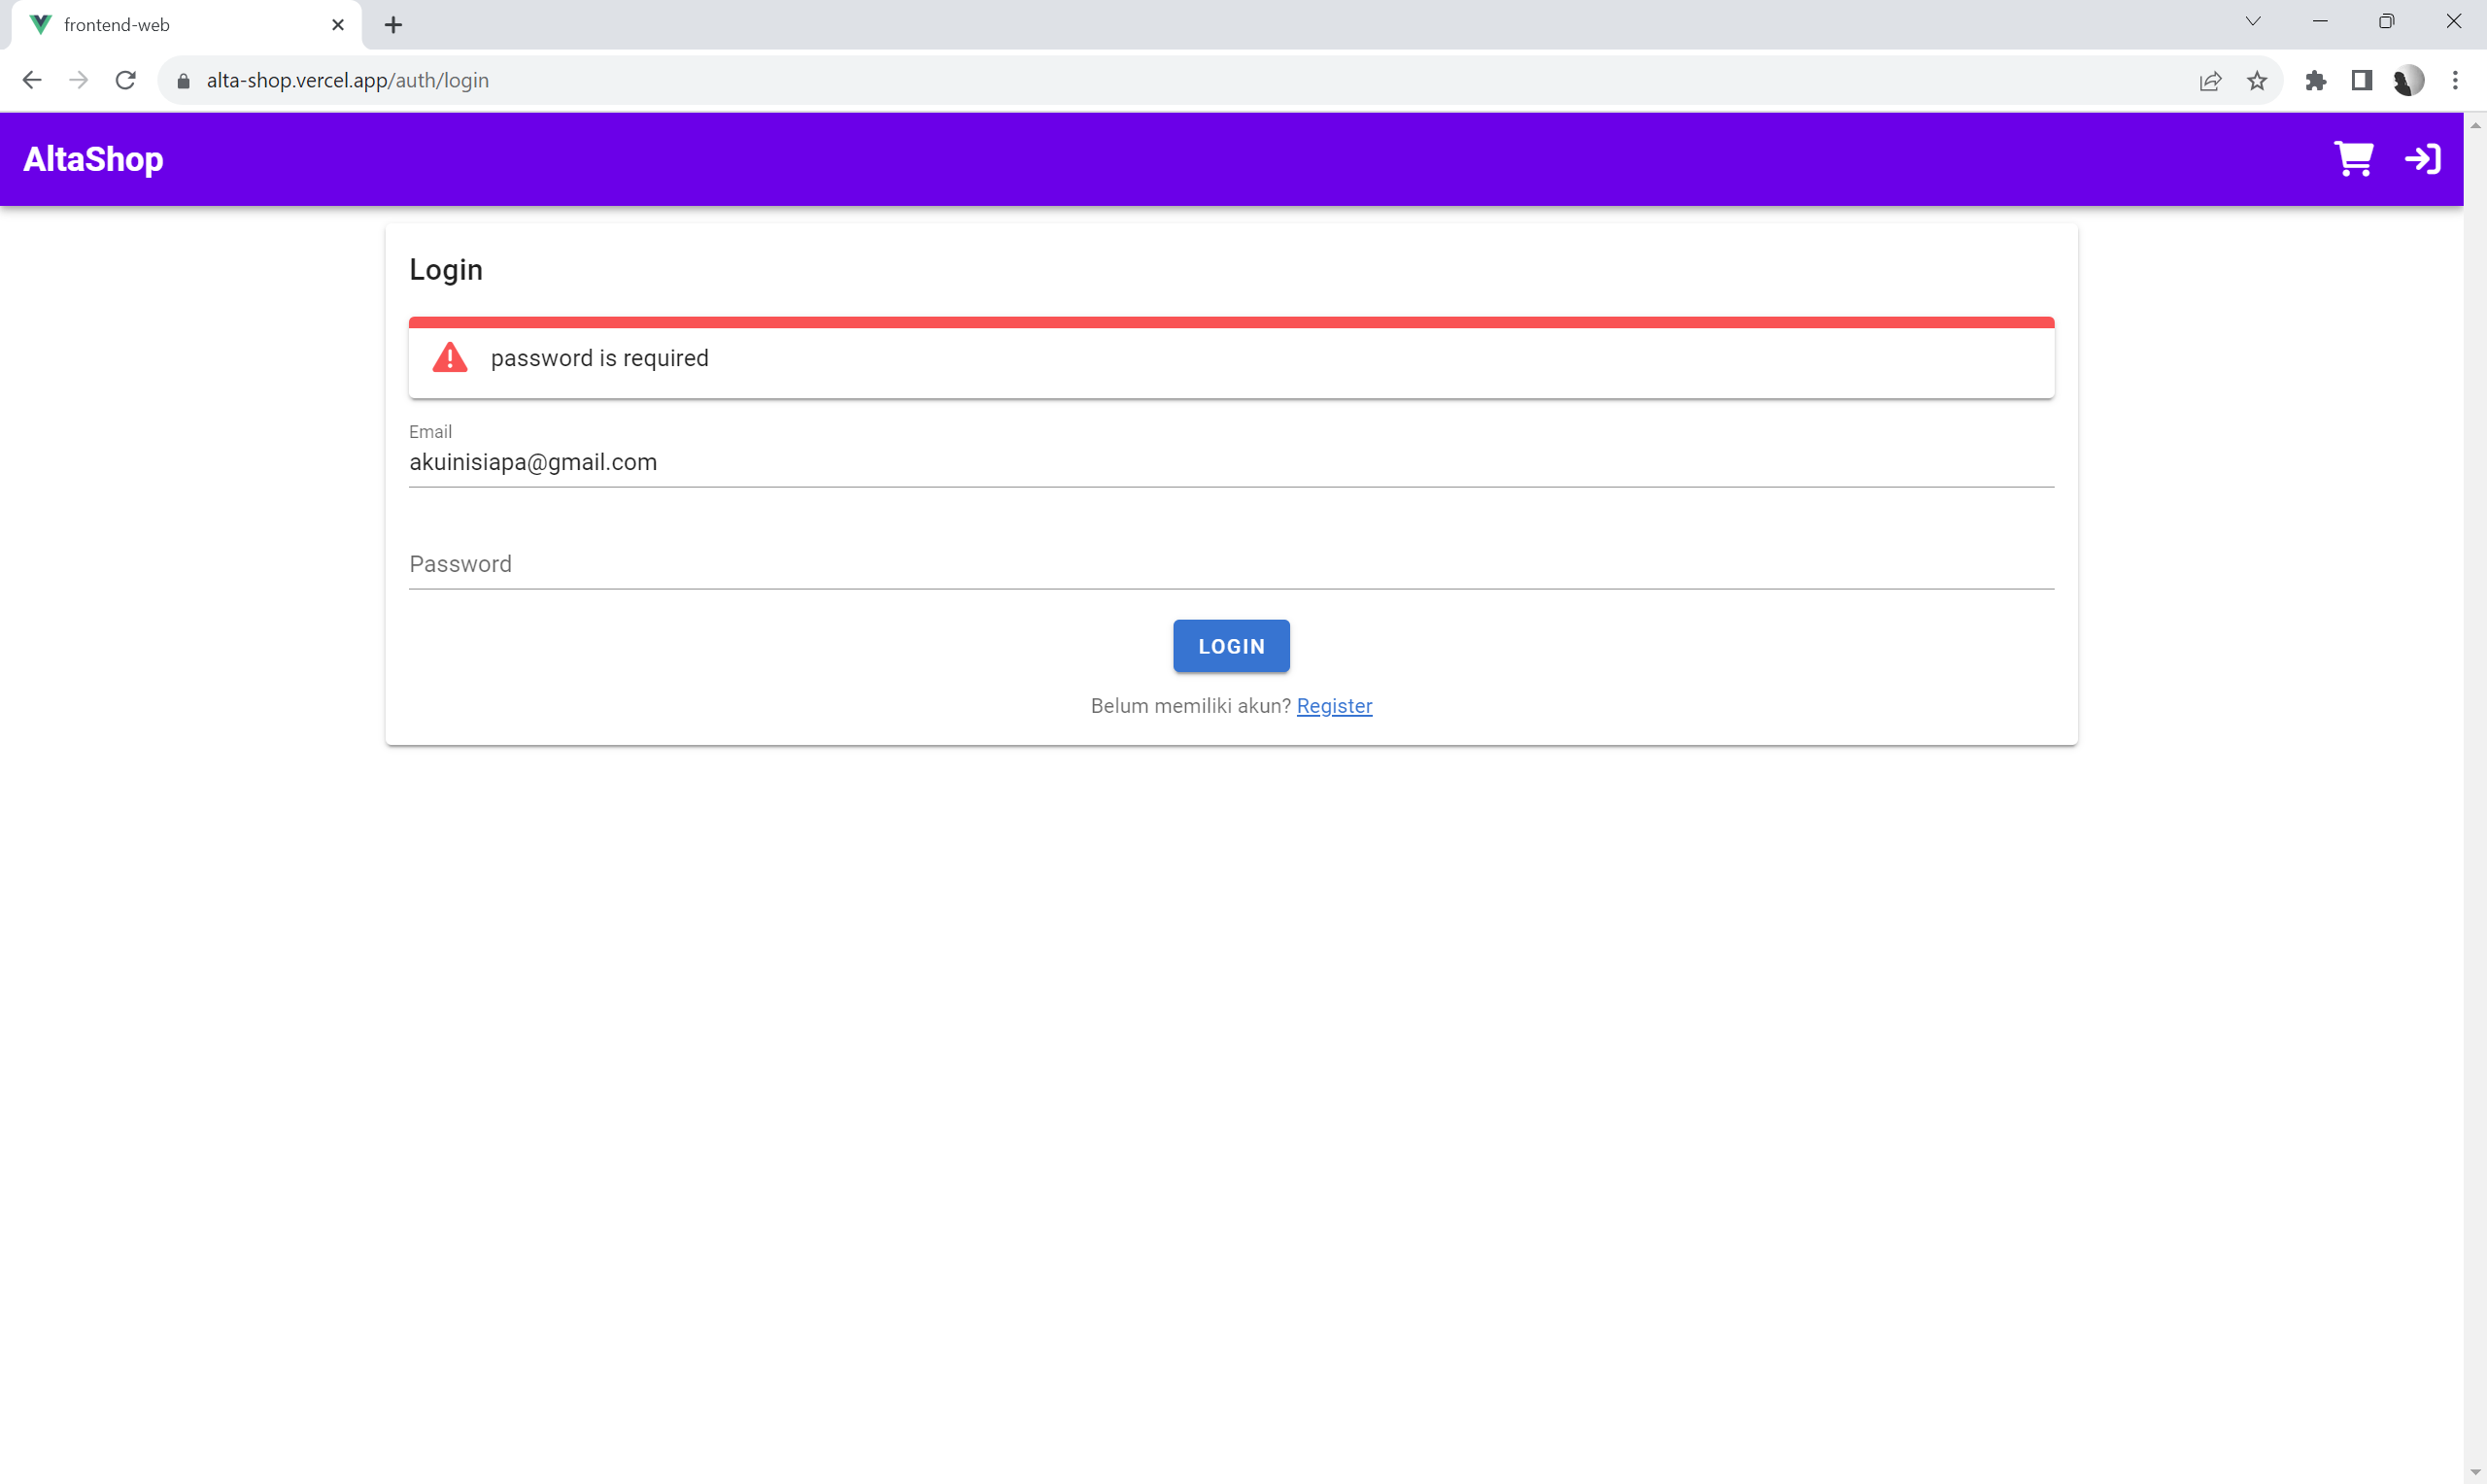 frontend-web
alta-shop.vercel.app/auth/login
AltaShop
Login
password is required
Email
akuinisiapa@gmail.com
Password
LOGIN
Belum memiliki akun? Register